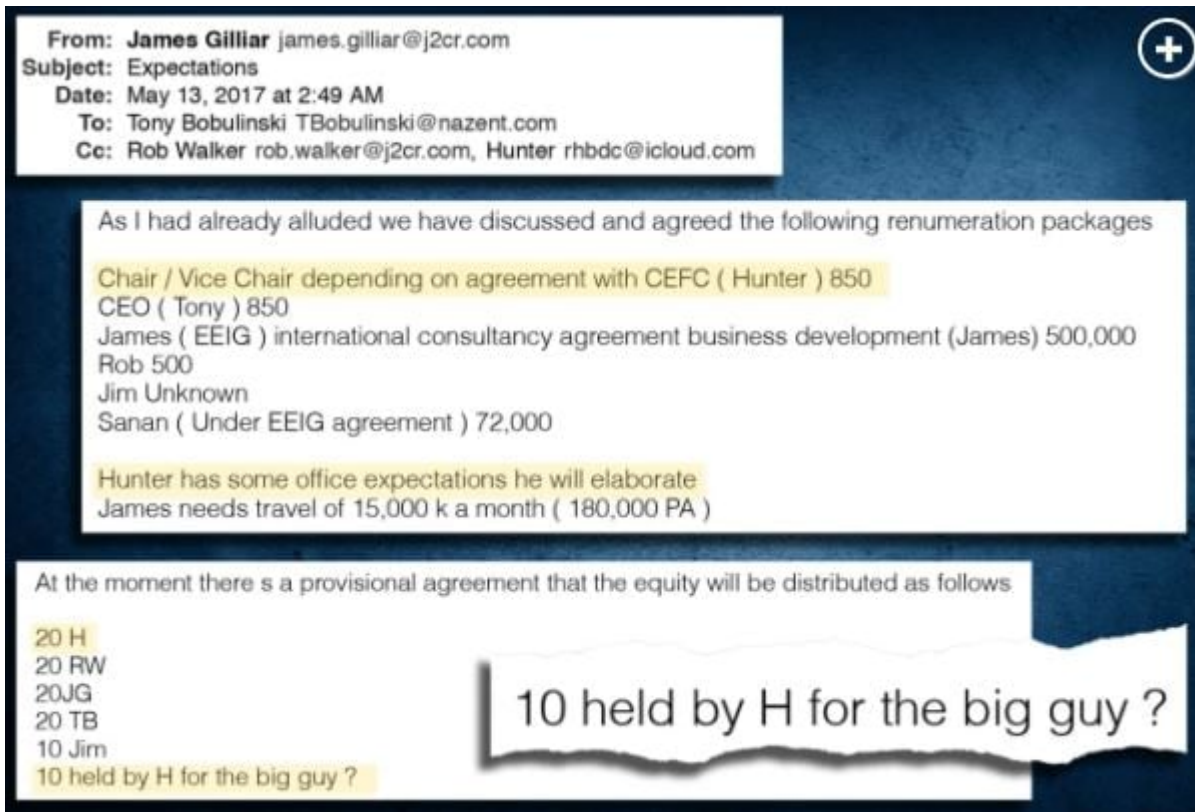 From: James Gilliar james.gilliar@j2cr.com
Subject: Expectations
Date: May 13, 2017 at 2:49 AM
To: Tony Bobulinski TBobulinski@nazent.com
Cc: Rob Walker rob.walker@j2cr.com, Hunter rhbdc@icloud.com
As I had already alluded we have discussed and agreed the following renumeration packages
Chair / Vice Chair depending on agreement with CEFC ( Hunter ) 850
CEO ( Tony ) 850
James ( EEIG ) international consultancy agreement business development (James) 500,000
Rob 500
Jim Unknown
Sanan ( Under EEIG agreement ) 72,000
Hunter has some office expectations he will elaborate
James needs travel of 15,000 k a month ( 180,000 PA )
At the moment there s a provisional agreement that the equity will be distributed as follows
20 H
20 RW
20JG
20 TB
10 Jim
10 held by H for the big guy ?
10 held by H for the big guy ?